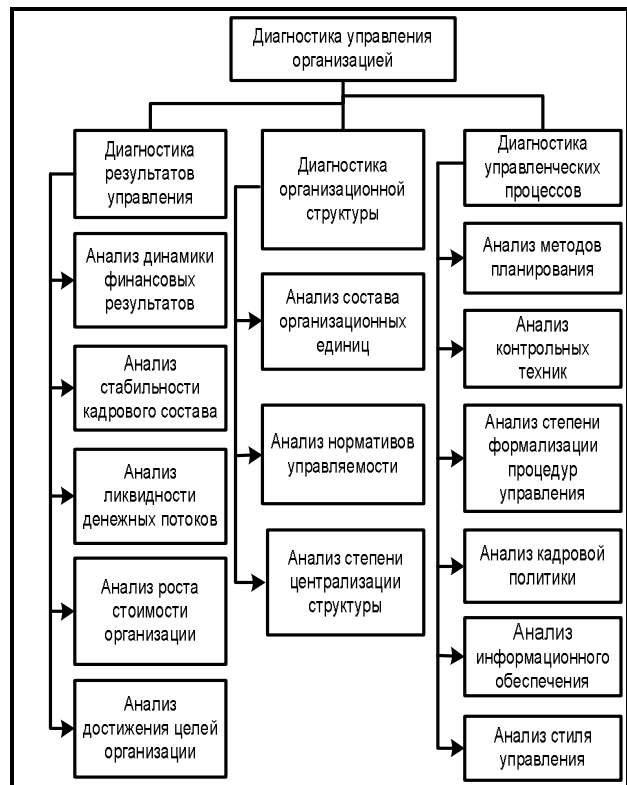 Диагностика управления
организацией
Диагностика
результатов
управления
Анализ динамики
финансовых
результатов
Анализ
стабильности
кадрового состава
Анализ
ликвидности
денежных потоков
Анализ роста
стоимости
организации
Анализ
достижения целей
организации
Диагностика
организационной
структуры
Анализ состава
организационных
единиц
Анализ нормативов
управляемости
Анализ степени
централизации
структуры
Диагностика
управленческих
процессов
Анализ методов
планирования
Анализ
контрольных
техник
Анализ степени
формализации
процедур
управления
Анализ кадровой
политики
Анализ
информационного
обеспечения
Анализ стиля
управления